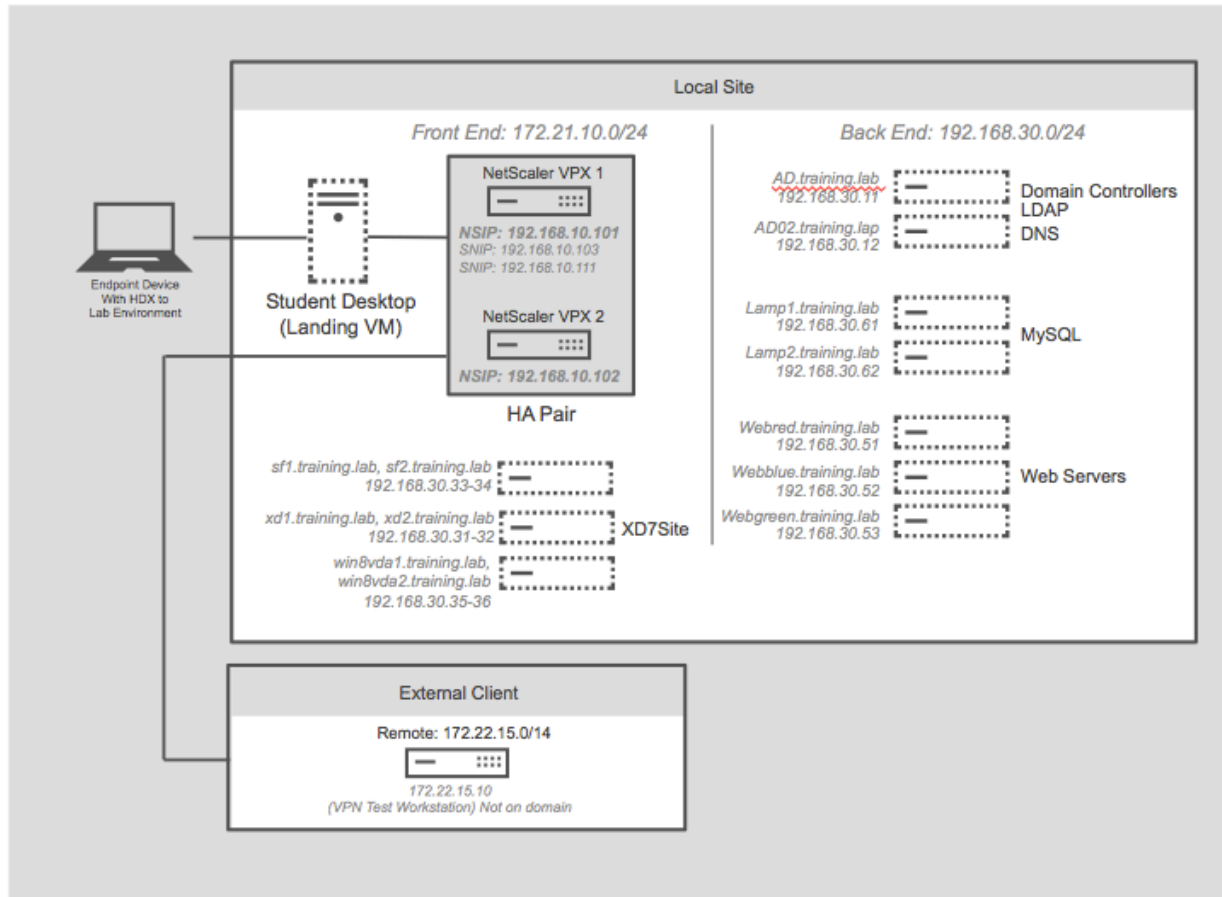 Local Site
Front End: 172.21.10.0/24
Back End: 192.168.30.0/24
Endpoint Device
With HDX to
Lab Environment
Student Desktop
(Landing VM)
NetScaler VPX 1
NSIP: 192.168.10.101
SNIP: 192.168.10.103
SNIP: 192.168.10.111
NetScaler VPX 2
NSIP: 192.168.10.102
HA Pair
sf1.training.lab, sf2.training.lab
192.168.30.33-34
xd1.training.lab, xd2.training.lab
192.168.30.31-32
XD7Site
win8vda1.training.lab,
win8vda2.training.lab
192.168.30.35-36
AD.training.lab
192.168.30.11
AD02.training.lap
192.168.30.12
Domain Controllers
LDAP
DNS
Lamp1.training.lab
192.168.30.61
Lamp2.training.lab
192.168.30.62
MySQL
Webred.training.lab
192.168.30.51
Webblue.training.lab
192.168.30.52
Webgreen.training.lab
192.168.30.53
Web Servers
External Client
Remote: 172.22.15.0/14
172.22.15.10
(VPN Test Workstation) Not on domain